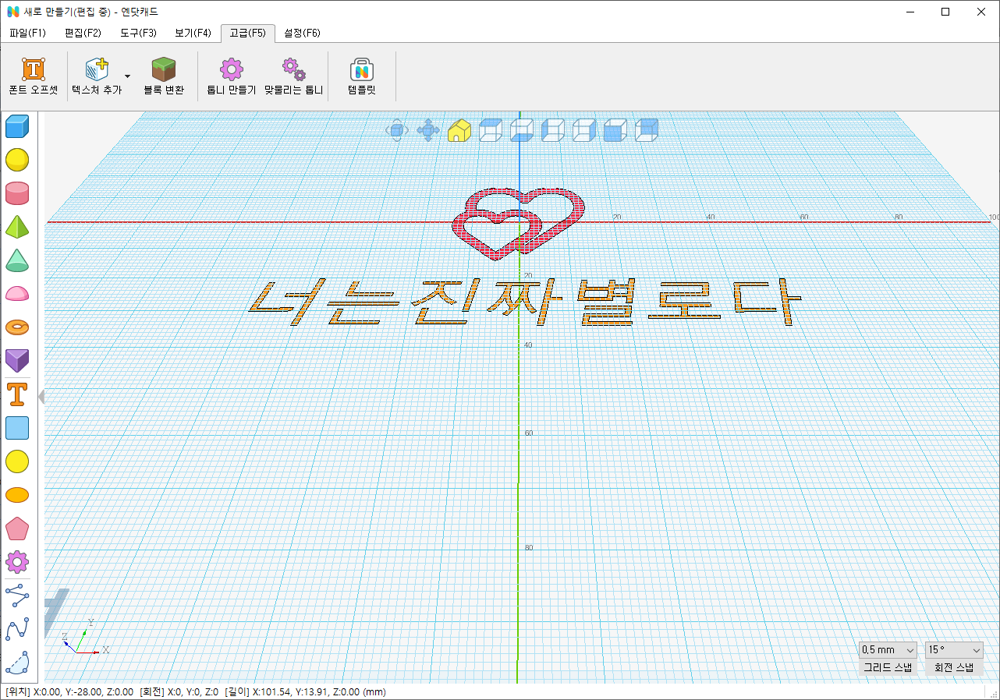 새로 만들기(편집 중) - 엔닷캐드
파일(F1) 편집(F2) 도구(F3) 보기(F4) 고급(F5) 설정(F6)
폰트 오프셋 텍스처 추가 블록 변환 톱니 만들기 맞물리는 톱니 템플릿
20 40 60 80 100
20
너는진짜별로다
40
60
80
Y
Z
X
0.5 mm 15 °
그리드 스냅 회전 스냅
[위치] X:0.00, Y:-28.00, Z:0.00 [회전] X:0, Y:0, Z:0 [길이] X:101.54, Y:13.91, Z:0.00 (mm)